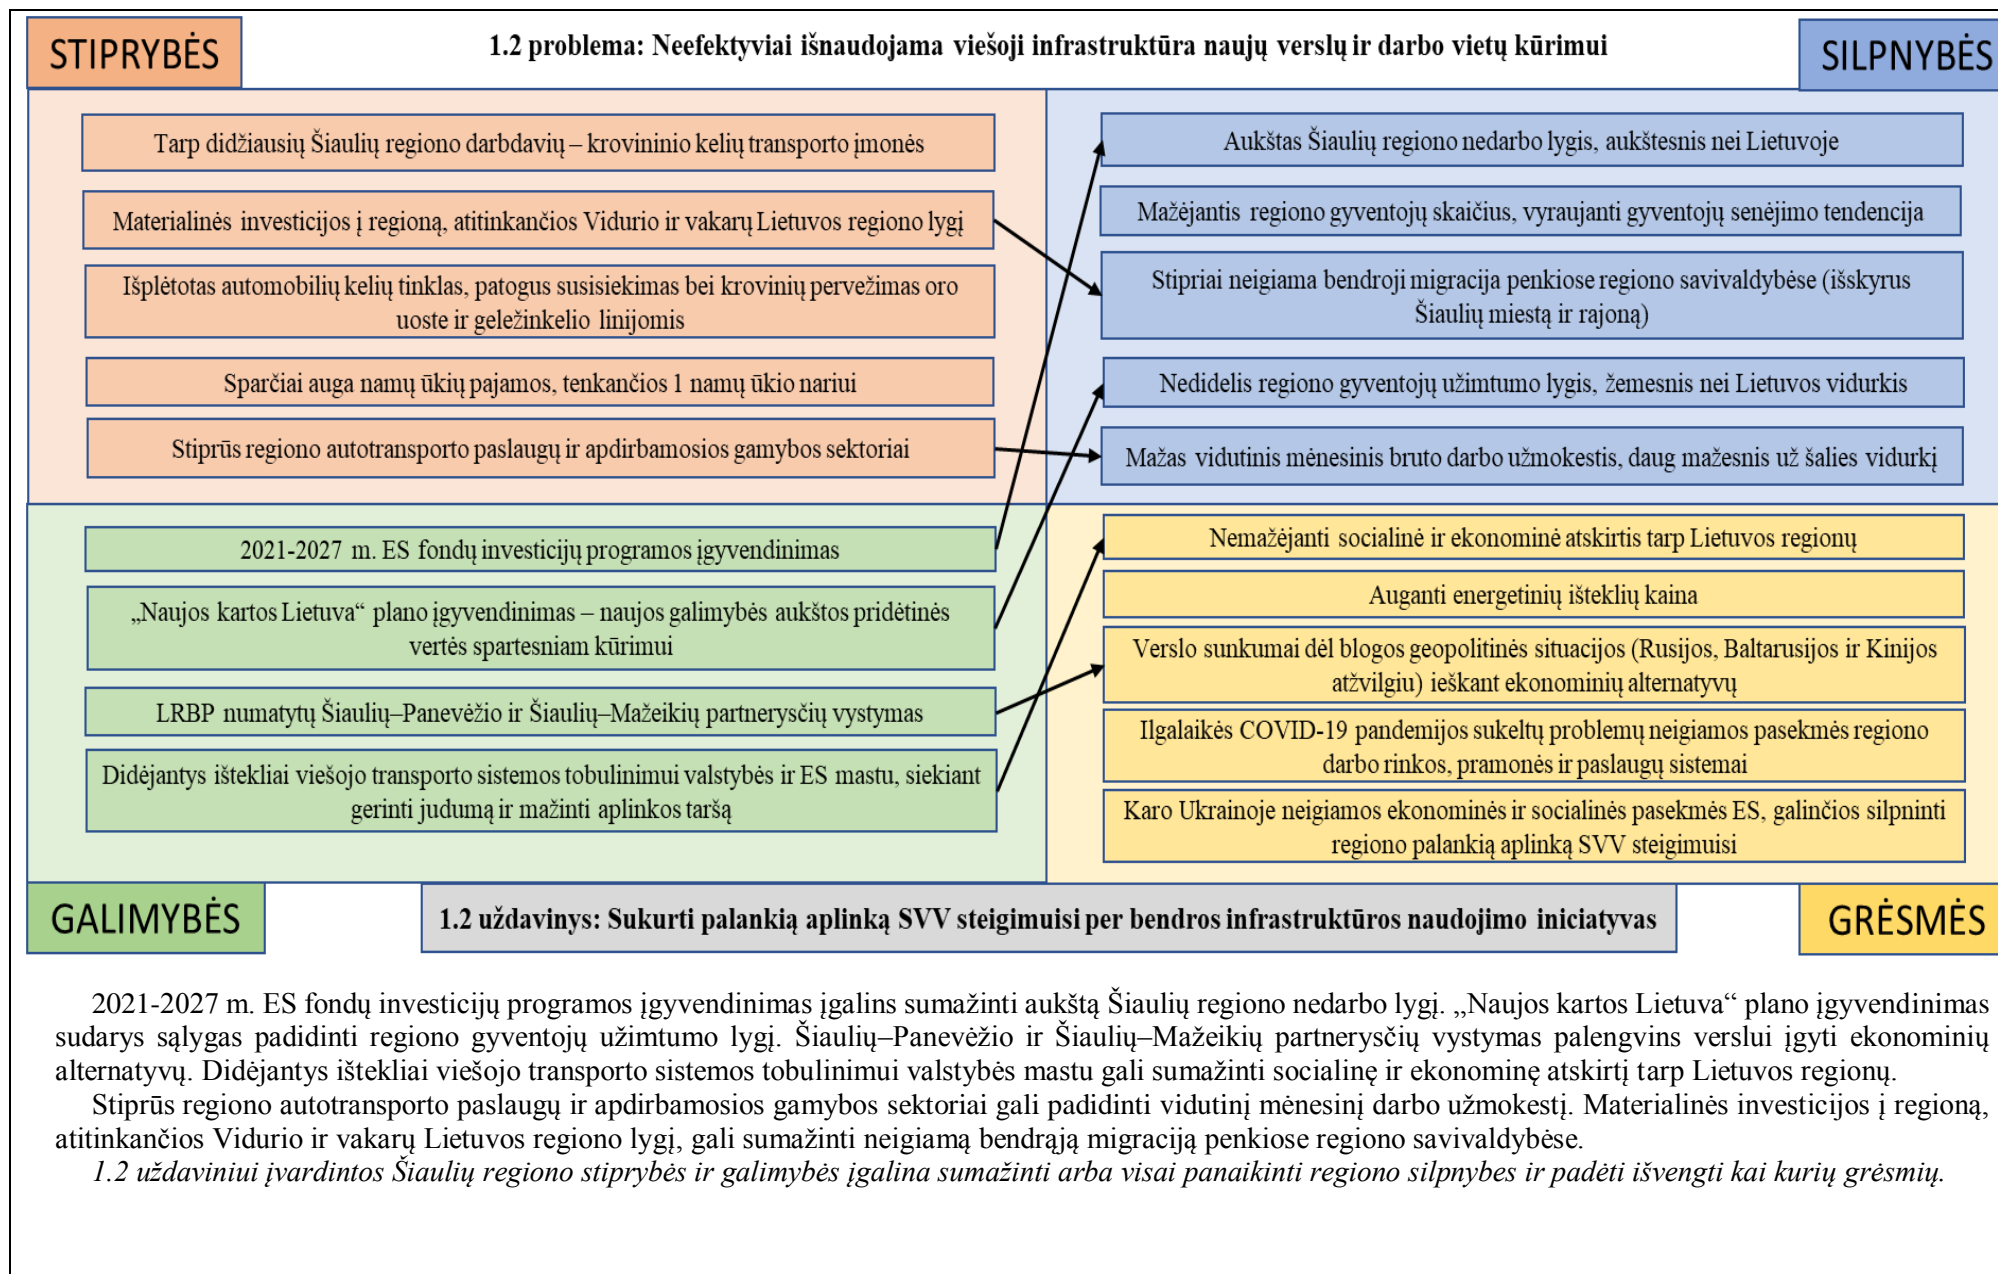 STIPRYBĖS
1.2 problema: Neefektyviai išnaudojama viešoji infrastruktūra naujų verslų ir darbo vietų kūrimui
SILPNYBĖS
Tarp didžiausių Šiaulių regiono darbdavių – krovininio kelių transporto įmonės
Materialinės investicijos į regioną, atitinkančios Vidurio ir vakarų Lietuvos regiono lygį
Išplėtotas automobilių kelių tinklas, patogus susisiekimas bei krovinių pervežimas oro
uoste ir geležinkelio linijomis
Sparčiai auga namų ūkių pajamos, tenkančios 1 namų ūkio nariui
Stiprūs regiono autotransporto paslaugų ir apdirbamosios gamybos sektoriai
Aukštas Šiaulių regiono nedarbo lygis, aukštesnis nei Lietuvoje
Mažėjantis regiono gyventojų skaičius, vyraujanti gyventojų senėjimo tendencija
Stipriai neigiama bendroji migracija penkiose regiono savivaldybėse (išskyrus
Šiaulių miestą ir rajoną)
Nedidelis regiono gyventojų užimtumo lygis, žemesnis nei Lietuvos vidurkis
Mažas vidutinis mėnesinis bruto darbo užmokestis, daug mažesnis už šalies vidurkį
2021-2027 m. ES fondų investicijų programos įgyvendinimas
„Naujos kartos Lietuva“ plano įgyvendinimas – naujos galimybės aukštos pridėtinės
vertės spartesniam kūrimui
LRBP numatytų Šiaulių–Panevėžio ir Šiaulių–Mažeikių partnerysčių vystymas
Didėjantys ištekliai viešojo transporto sistemos tobulinimui valstybės ir ES mastu, siekiant
gerinti judumą ir mažinti aplinkos taršą
Nemažėjanti socialinė ir ekonominė atskirtis tarp Lietuvos regionų
Auganti energetinių išteklių kaina
Verslo sunkumai dėl blogos geopolitinės situacijos (Rusijos, Baltarusijos ir Kinijos
atžvilgiu) ieškant ekonominių alternatyvų
Ilgalaikės COVID-19 pandemijos sukeltų problemų neigiamos pasekmės regiono
darbo rinkos, pramonės ir paslaugų sistemai
Karo Ukrainoje neigiamos ekonominės ir socialinės pasekmės ES, galinčios silpninti
regiono palankią aplinką SVV steigimuisi
GALIMYBĖS
1.2 uždavinys: Sukurti palankią aplinką SVV steigimuisi per bendros infrastruktūros naudojimo iniciatyvas
GRĖSMĖS
2021-2027 m. ES fondų investicijų programos įgyvendinimas įgalins sumažinti aukštą Šiaulių regiono nedarbo lygį. „Naujos kartos Lietuva“ plano įgyvendinimas
sudarys sąlygas padidinti regiono gyventojų užimtumo lygį. Šiaulių–Panevėžio ir Šiaulių–Mažeikių partnerysčių vystymas palengvins verslui įgyti ekonominių
alternatyvų. Didėjantys ištekliai viešojo transporto sistemos tobulinimui valstybės mastu gali sumažinti socialinę ir ekonominę atskirtį tarp Lietuvos regionų.
Stiprūs regiono autotransporto paslaugų ir apdirbamosios gamybos sektoriai gali padidinti vidutinį mėnesinį darbo užmokestį. Materialinės investicijos į regioną,
atitinkančios Vidurio ir vakarų Lietuvos regiono lygį, gali sumažinti neigiamą bendrąją migraciją penkiose regiono savivaldybėse.
1.2 uždaviniui įvardintos Šiaulių regiono stiprybės ir galimybės įgalina sumažinti arba visai panaikinti regiono silpnybes ir padėti išvengti kai kurių grėsmių.